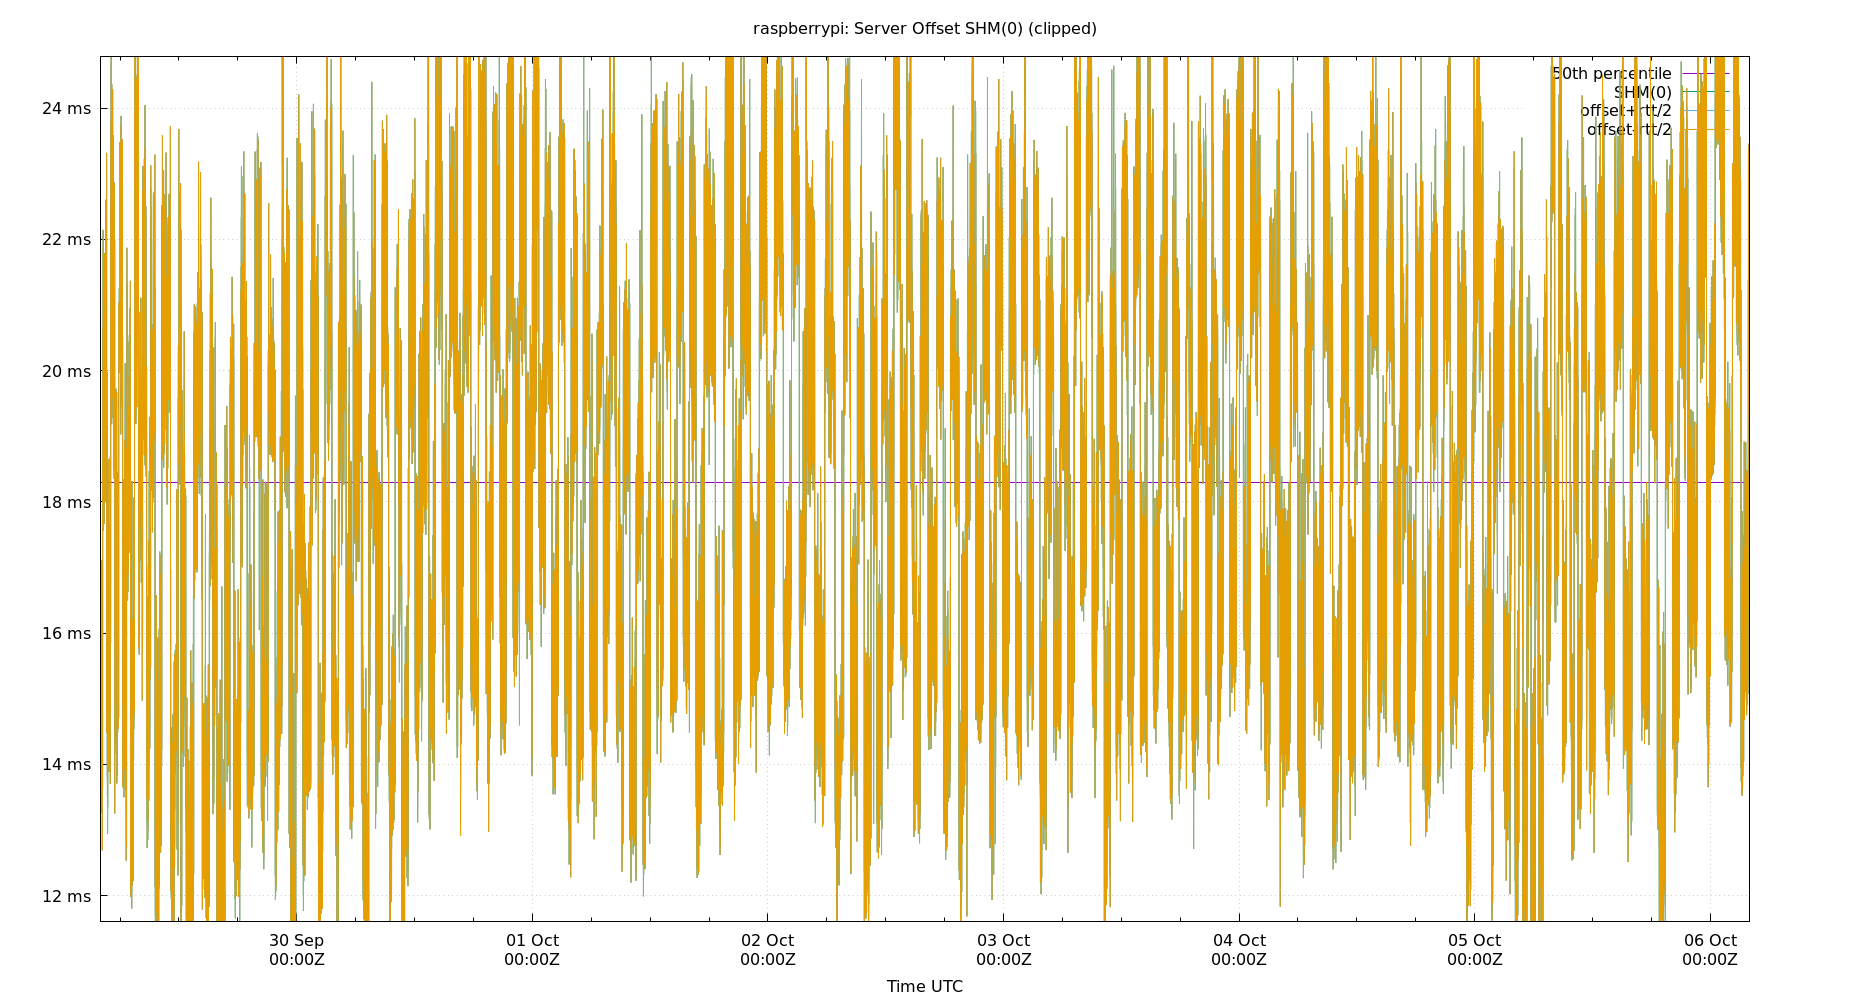 raspberrypi: Server Offset SHM(0) (clipped)
50th percentile
SHM(0)
offset+rtt/2
offset-rtt/2
24 ms
22 ms
20 ms
18 ms
16 ms
14 ms
12 ms
30 Sep 01 Oct 02 Oct 03 Oct 04 Oct 05 Oct 06 Oct
00:00Z 00:00Z 00:00Z 00:00Z 00:00Z 00:00Z 00:00Z
Time UTC